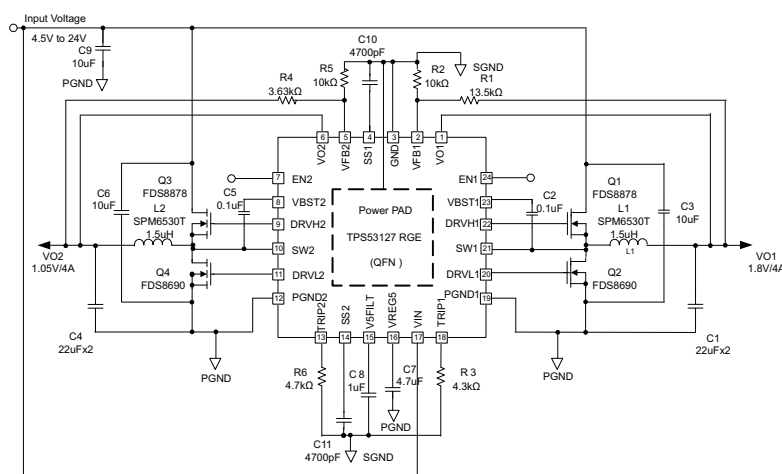 Input Voltage
4.5V to 24V
C9
10uF
PGND
C10
4700pF
SGND
R5
10kΩ
R2
10kΩ
R4
3.63kΩ
R1
13.5kΩ
6
5
4
3
2
1
VO2
VFB2
SS1
GND
VFB1
VO1
7
EN2
EN1
24
8
VBST2
VBST1
23
9
DRVH2
DRVH1
22
10
SW2
SW1
21
11
DRVL2
DRVL1
20
12
PGND2
PGND1
19
Power PAD
TPS53127 RGE
(QFN )
Q3
FDS8878
L2
SPM6530T
1.5uH
C6
10uF
C5
0.1uF
Q4
FDS8690
VO2
1.05V/4A
C4
22uFx2
PGND
Q1
FDS8878
L1
SPM6530T
1.5uH
L1
C2
0.1uF
C3
10uF
Q2
FDS8690
VO1
1.8V/4A
C1
22uFx2
PGND
TRIP2
SS2
V5FILT
VREG5
VIN
TRIP1
13
14
15
16
17
18
R6
4.7kΩ
C 8
1uF
C7
4.7uF
R 3
4.3kΩ
PGND
C11
4700pF
SGND